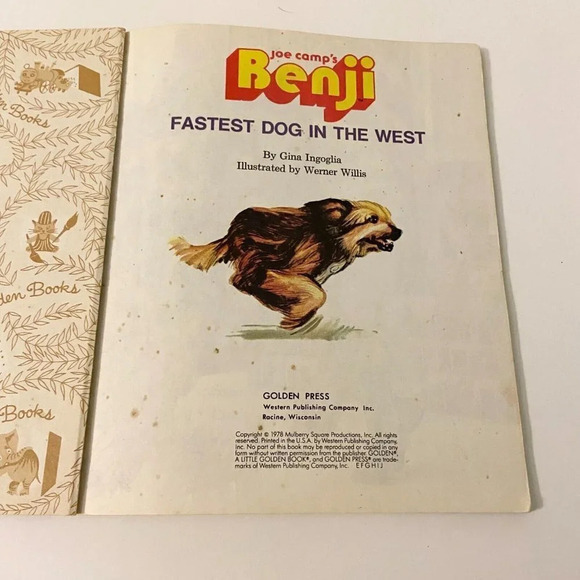 en Books
den Books
Books
joe camp's
Benji
FASTEST DOG IN THE WEST
By Gina Ingoglia
Illustrated by Werner Willis
GOLDEN PRESS
Western Publishing Company Inc.
Racine, Wisconsin
Copyright © 1978 Mulberry Square Productions, Inc. All rights
reserved. Printed in the U.S.A. by Western Publishing Company,
Inc. No part of this book may be reproduced or copied in any
form without written permission from the publisher. GOLDEN®,
A LITTLE GOLDEN BOOK®, and GOLDEN PRESS® are trade-
marks of Western Publishing Company, Inc. E F G H I J